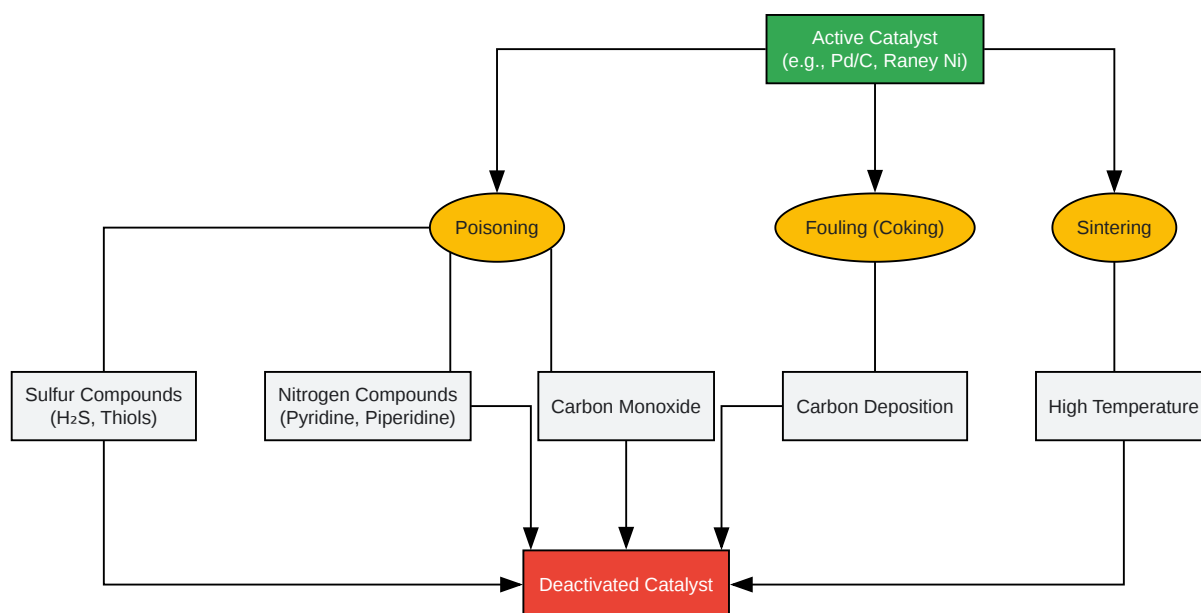 Active Catalyst
(e.g., Pd/C, Raney Ni)
Poisoning
Fouling (Coking)
Sintering
Sulfur Compounds
(H₂S, Thiols)
Nitrogen Compounds
(Pyridine, Piperidine)
Carbon Monoxide
Carbon Deposition
High Temperature
Deactivated Catalyst